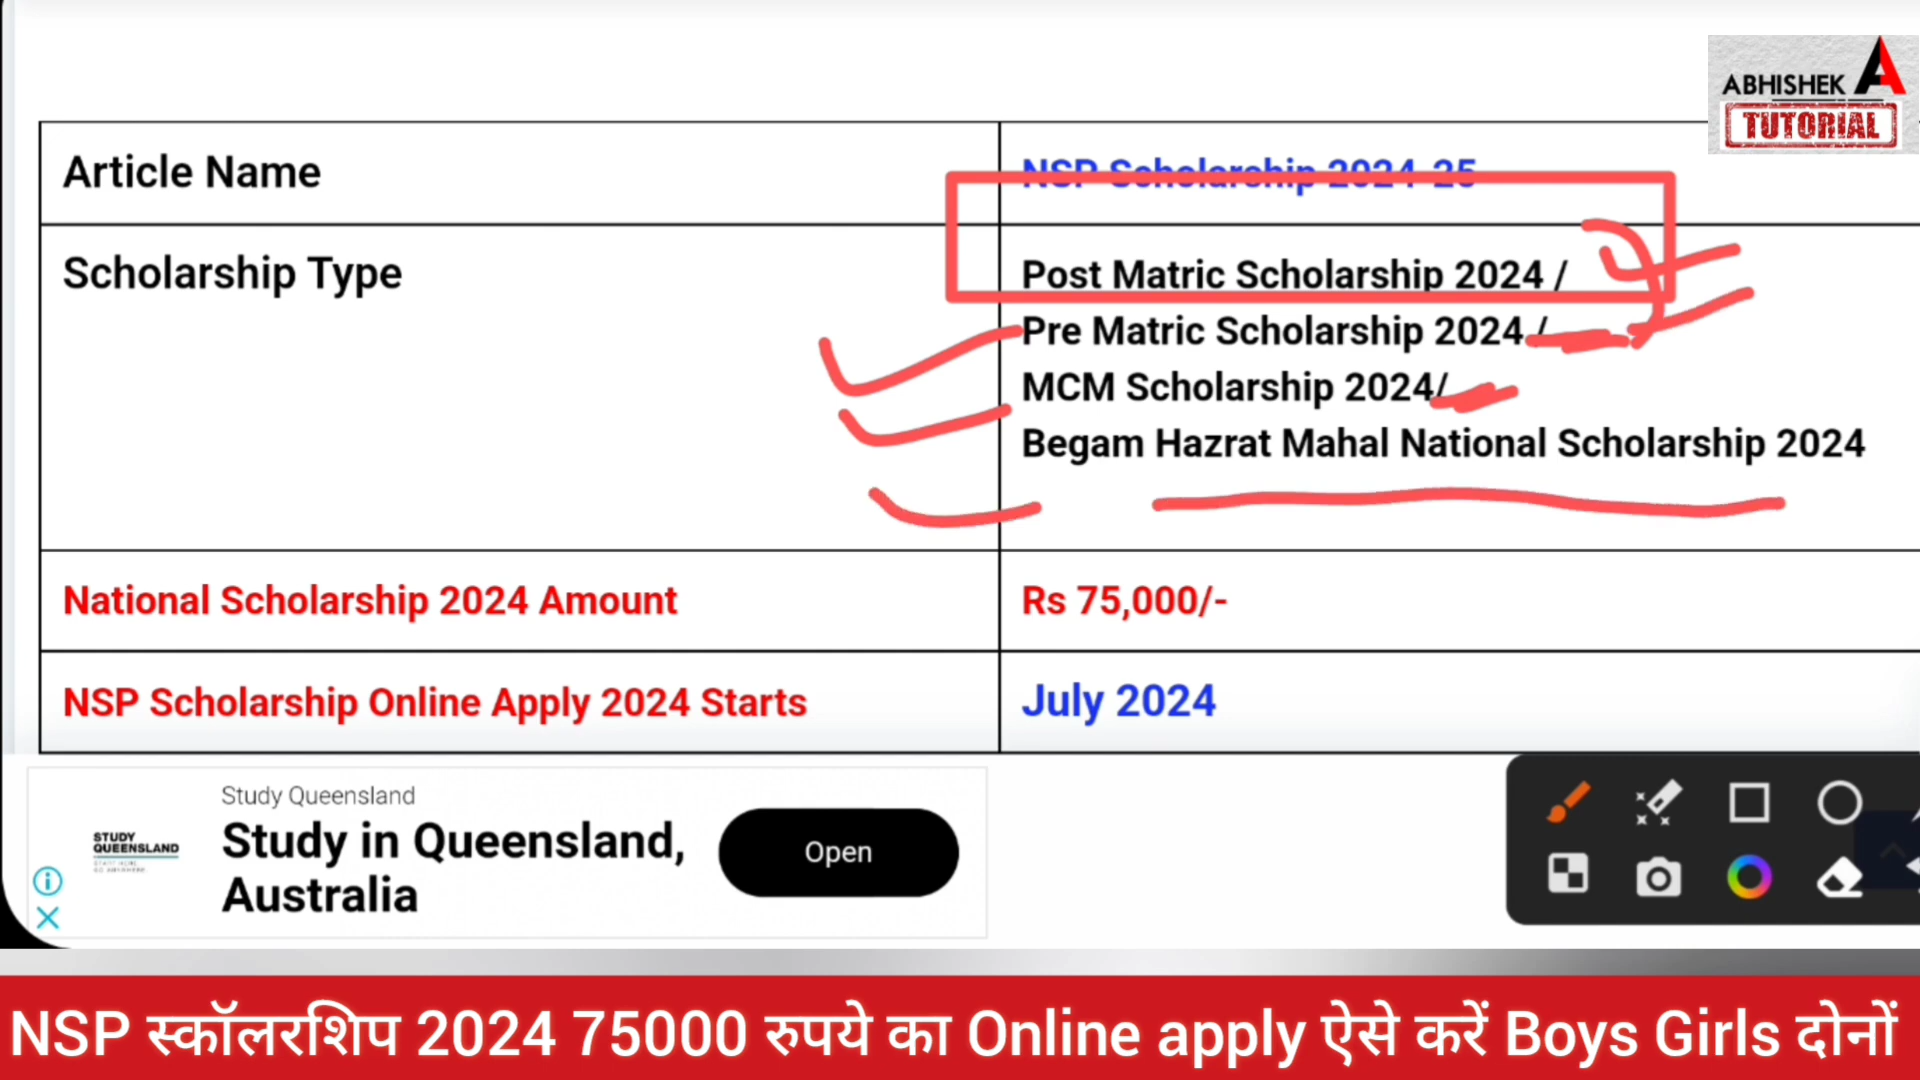 ABHISHEK
TUTORIAL
Article Name
NSP Scholarship 2024-25
Scholarship Type
Post Matric Scholarship 2024 /
Pre Matric Scholarship 2024 /
MCM Scholarship 2024/
Begam Hazrat Mahal National Scholarship 2024
National Scholarship 2024 Amount
Rs 75,000/-
NSP Scholarship Online Apply 2024 Starts
July 2024
Study Queensland
STUDY
QUEENSLAND
Study in Queensland,
Australia
Open
NSP स्कॉलरशिप 2024 75000 रुपये का Online apply ऐसे करें Boys Girls दोनों